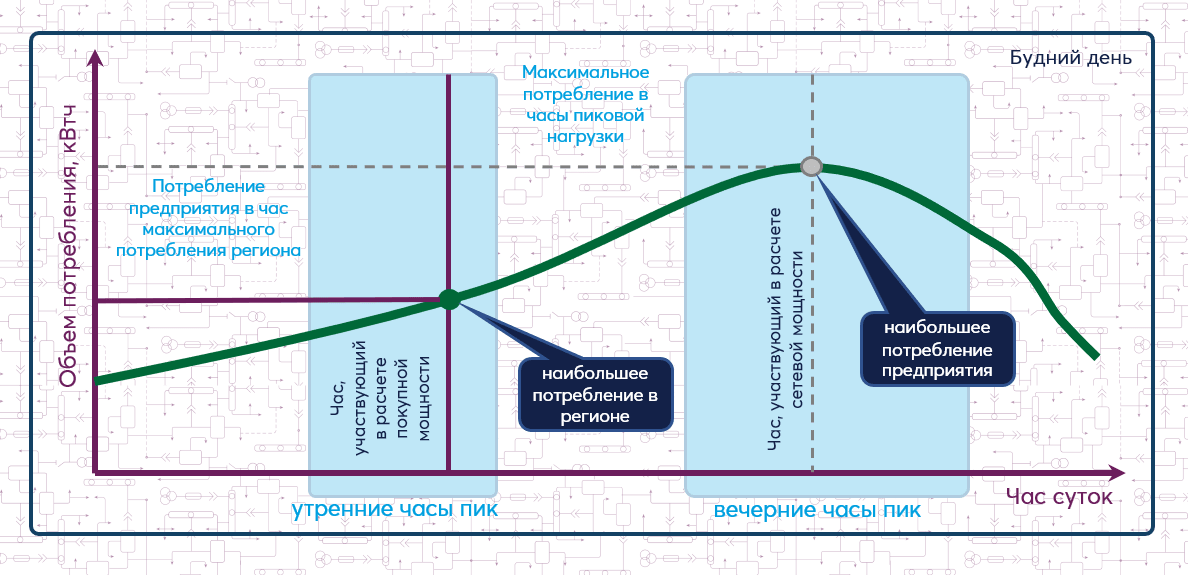 Будний день
Объем потребления, кВтч
Максимальное
потребление в
часы пиковой
нагрузки
Потребление
предприятия в час
максимального
потребления региона
Час,
участвующий
в расчете
покупной
мощности
наибольшее
потребление в
регионе
Час, участвующий в расчете
сетевой мощности
наибольшее
потребление
предприятия
Час суток
утренние часы пик
вечерние часы пик